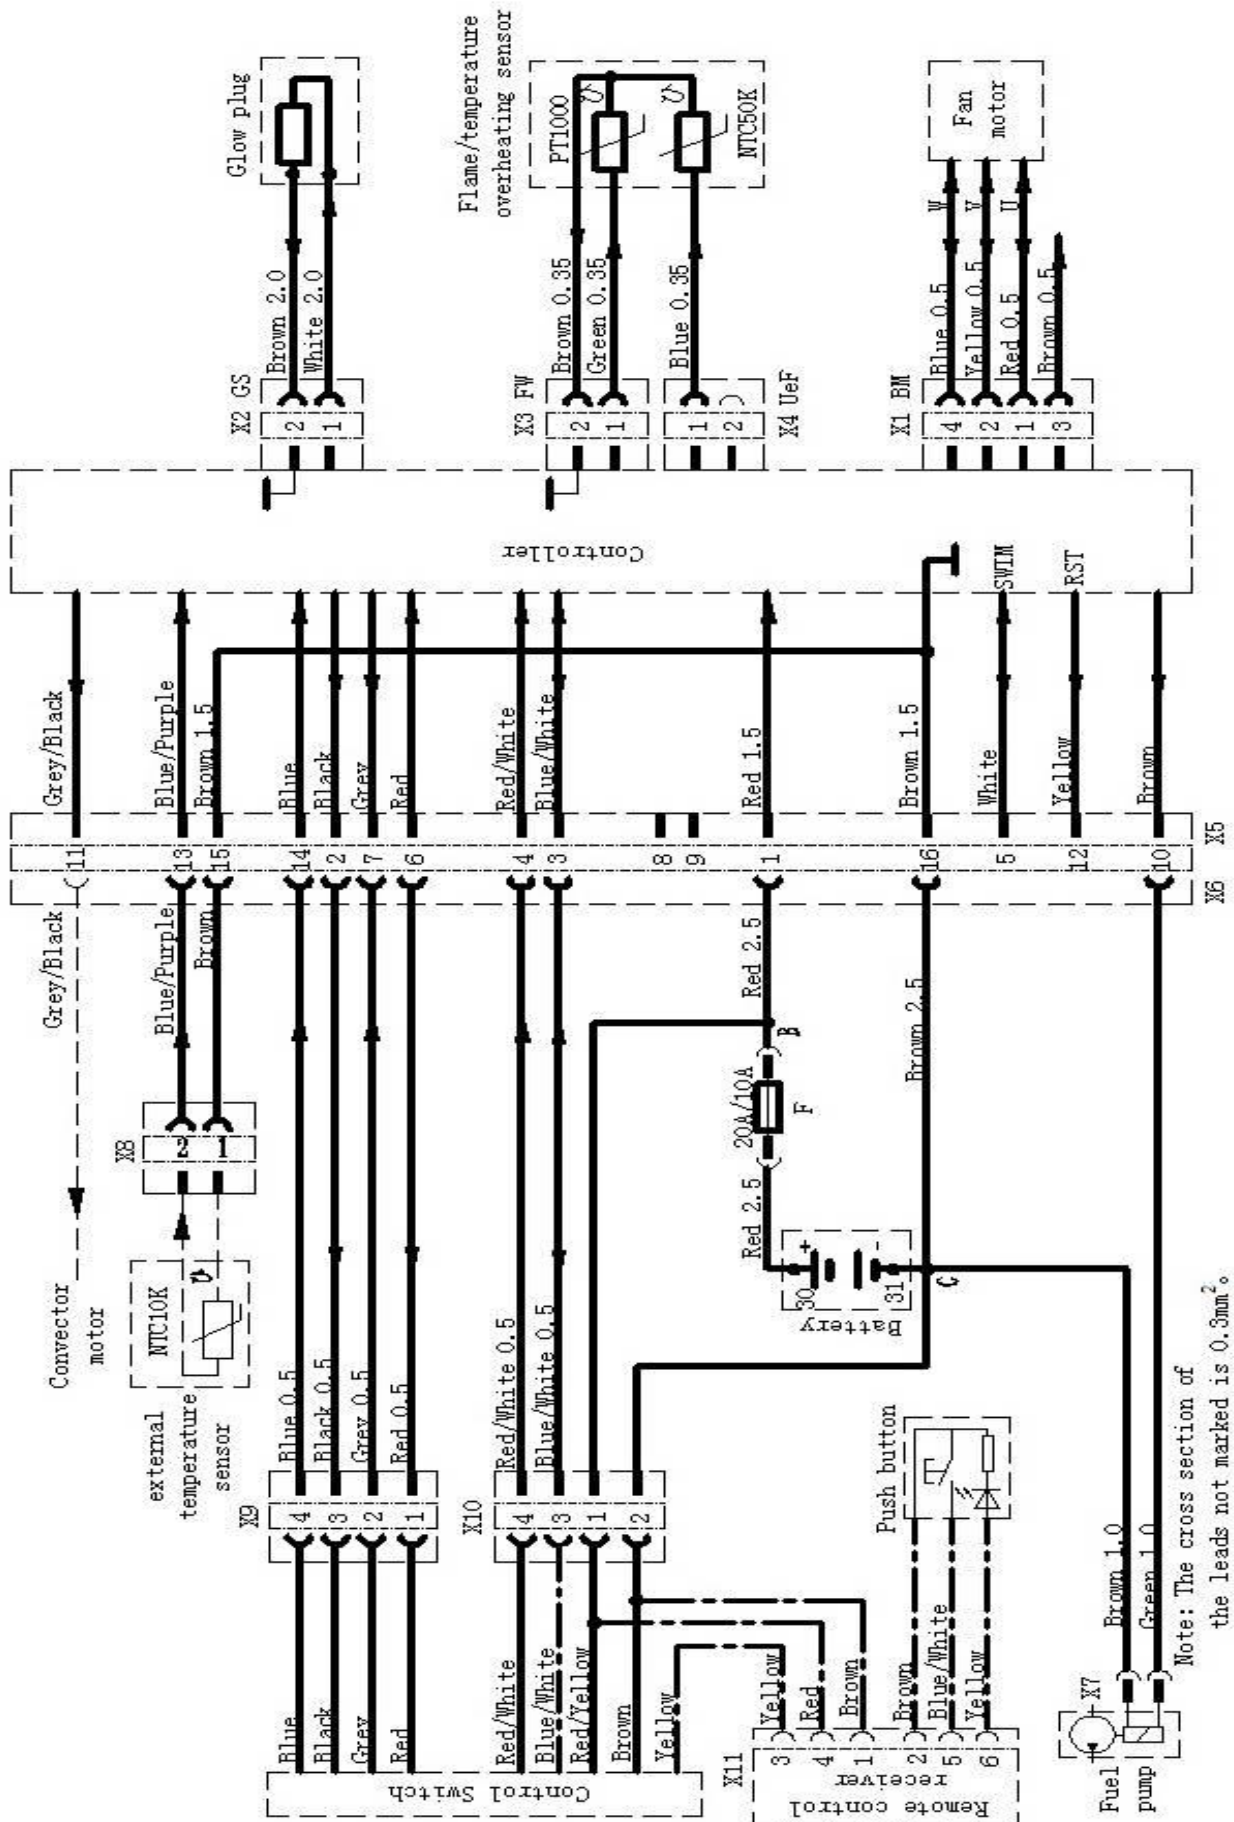 Glow plug
Brown 2.0
White 2.0
X2 GS
2
1
Flame/temperature
overheating sensor
PT1000
NTC50K
Brown 0.35
Green 0.35
Blue 0.35
X3 FW
2
1
1
2
X4 UeF
Fan
motor
W
V
U
Blue 0.5
Yellow 0.5
Red 0.5
Brown 0.5
X1 BM
4
2
1
3
Controller
SWIM
RST
Grey/Black
Blue/Purple
Brown 1.5
Blue
Black
Grey
Red
Red/White
Blue/White
Red 1.5
Brown 1.5
White
Yellow
Brown
X5
11
13
15
14
2
7
6
4
3
8
9
1
16
5
12
10
X6
Grey/Black
Blue/Purple
Brown
Red 2.5
Brown 2.5
B
20A/10A
F
Red 2.5
X8
2
1
Convector
motor
NTC10K
external
temperature
sensor
30
+
-
31
Battery
C
Blue 0.5
Black 0.5
Grey 0.5
Red 0.5
Red/White 0.5
Blue/White 0.5
X9
4
3
2
1
X10
4
3
1
2
Push button
Blue
Black
Grey
Red
Red/White
Blue/White
Red/Yellow
Brown
Yellow
Control Switch
Yellow
Red
Brown
Brown
Blue/White
Yellow
X11
3
4
1
2
5
6
Remote control
receiver
Brown 1.0
Green 1.0
X7
Fuel
pump
Note: The cross section of
the leads not marked is 0.3mm²。